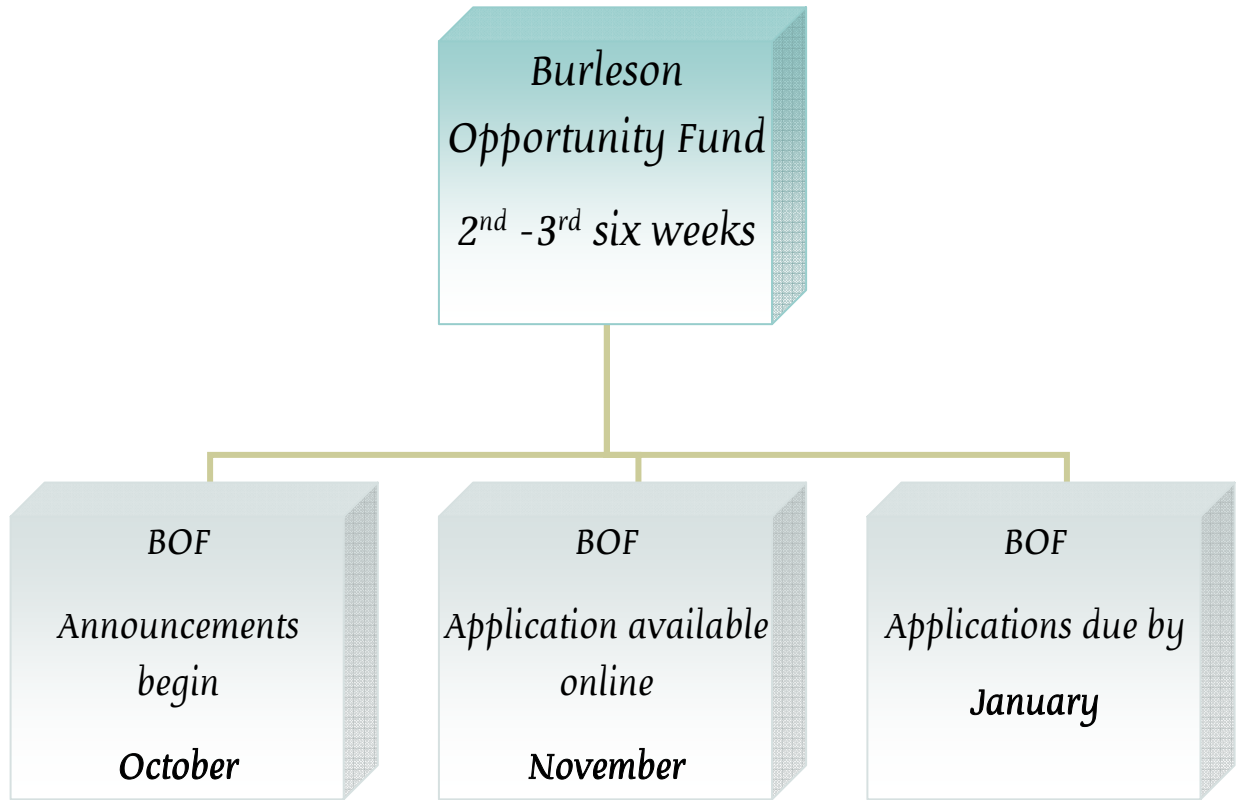 Burleson
Opportunity Fund
2nd -3rd six weeks
BOF
Announcements
begin
October
BOF
Application available
online
November
BOF
Applications due by
January